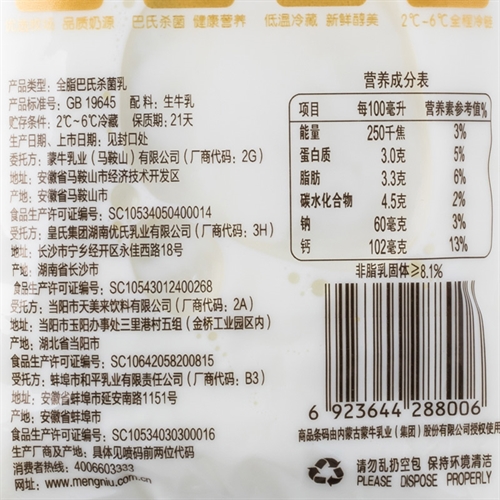 品质奶源 巴氏杀菌 健康营养 低温冷藏 新鲜醇美 2℃-6℃全程冷链
产品类型：全脂巴氏杀菌乳
产品标准号：GB 19645 配料：生牛乳
贮存条件：2℃~6℃冷藏 保质期：21天
生产日期、上市日期：见封口处
委托方：蒙牛乳业（马鞍山）有限公司（厂商代码：2G）
地址：安徽省马鞍山市经济技术开发区
产地：安徽省马鞍山市
食品生产许可证编号：SC10534050400014
受托方：皇氏集团湖南优氏乳业有限公司（厂商代码：3H）
地址：长沙市宁乡经开区永佳西路18号
产地：湖南省长沙市
食品生产许可证编号：SC10543012400268
受托方：当阳市天美来饮料有限公司（厂商代码：2A）
地址：当阳市玉阳办事处三里港村五组（金桥工业园区内）
产地：湖北省当阳市
食品生产许可证编号：SC10642058200815
受托方：蚌埠市和平乳业有限责任公司（厂商代码：B3）
地址：安徽省蚌埠市延安南路1151号
产地：安徽省蚌埠市
食品生产许可证编号：SC10534030300016
生产厂商及产地：具体见喷码前两位代码
消费者热线：4006603333
网址：www.mengniu.com.cn
营养成分表
项目 每100毫升 营养素参考值%
能量 250千焦 3%
蛋白质 3.0克 5%
脂肪 3.3克 6%
碳水化合物 4.5克 2%
钠 60毫克 3%
钙 102毫克 13%
非脂乳固体≥8.1%
6 923644 288006
商品条码由内蒙古蒙牛乳业（集团）股份有限公司授权使用
请勿乱扔空包 保持环境清洁
PLEASE DISPOSE PROPERLY